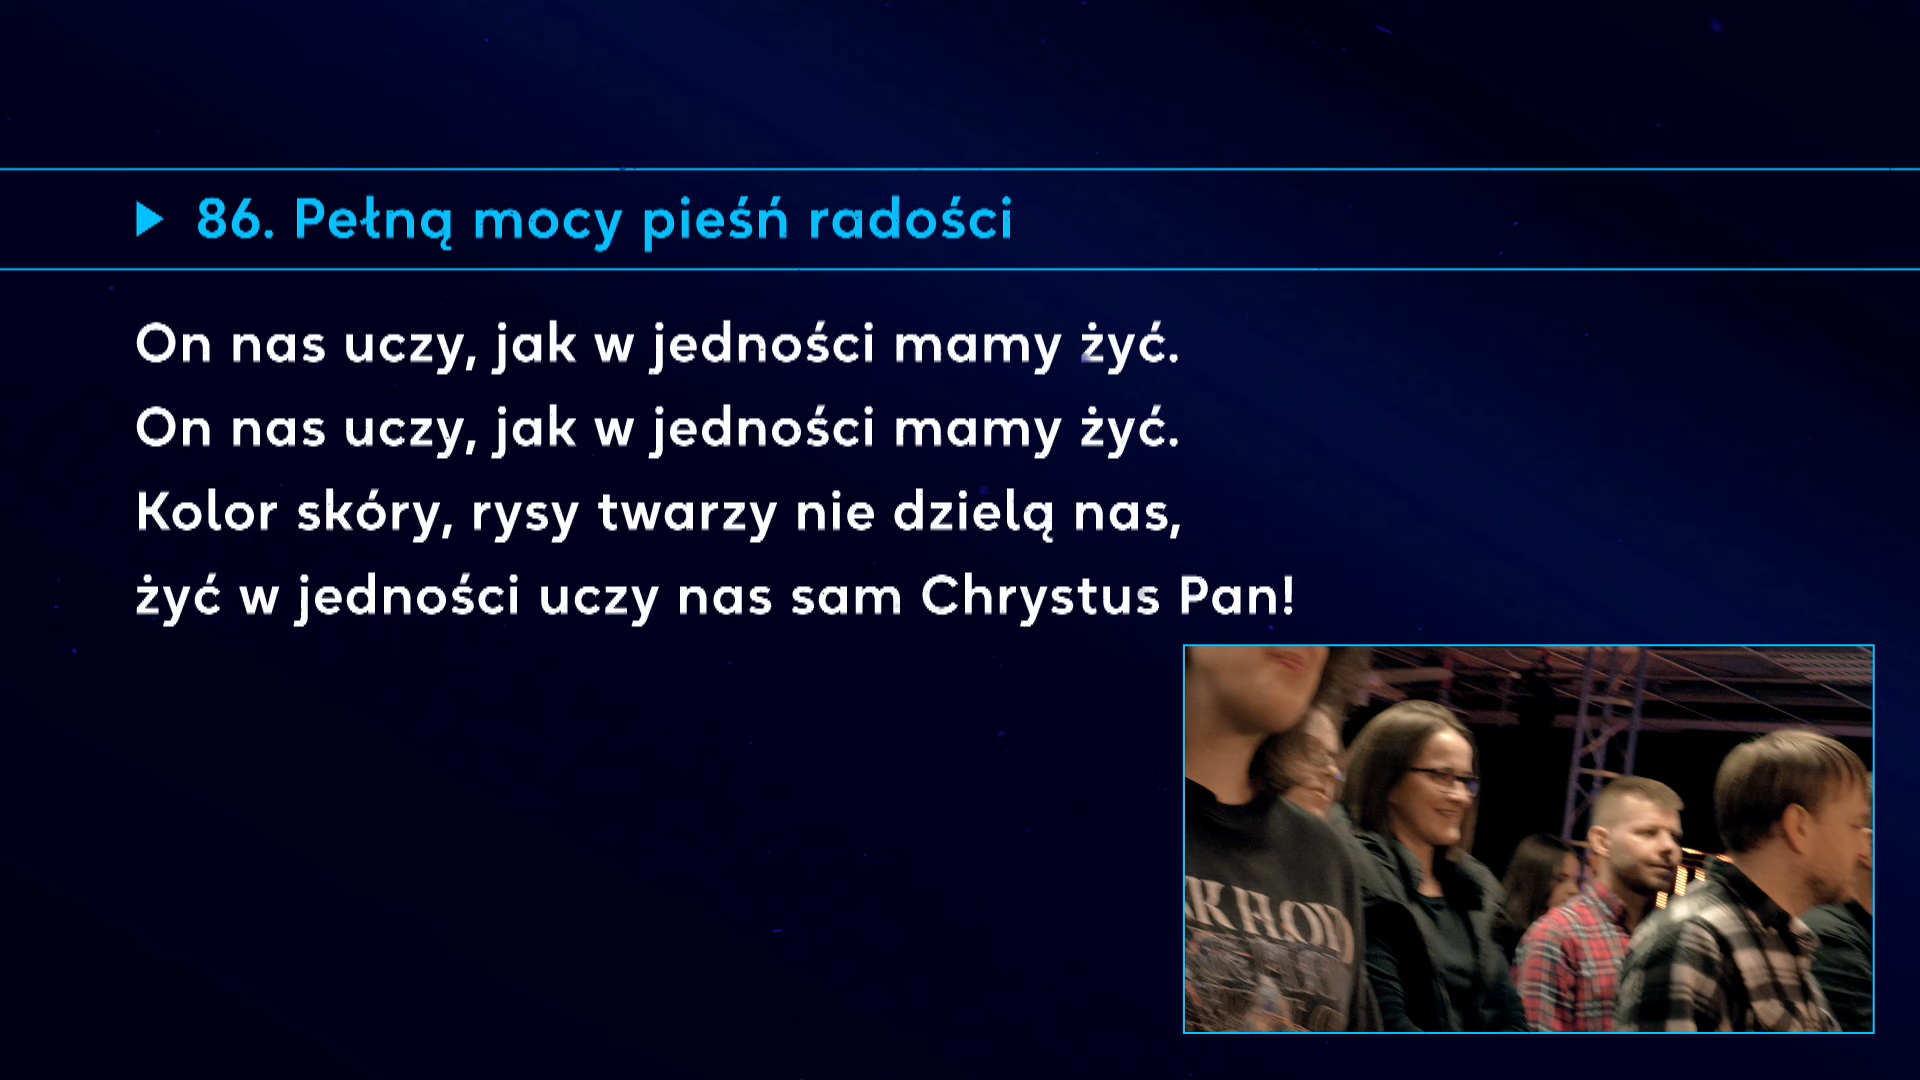 86. Pełną mocy pieśń radości
On nas uczy, jak w jedności mamy żyć.
On nas uczy, jak w jedności mamy żyć.
Kolor skóry, rysy twarzy nie dzielą nas,
żyć w jedności uczy nas sam Chrystus Pan!